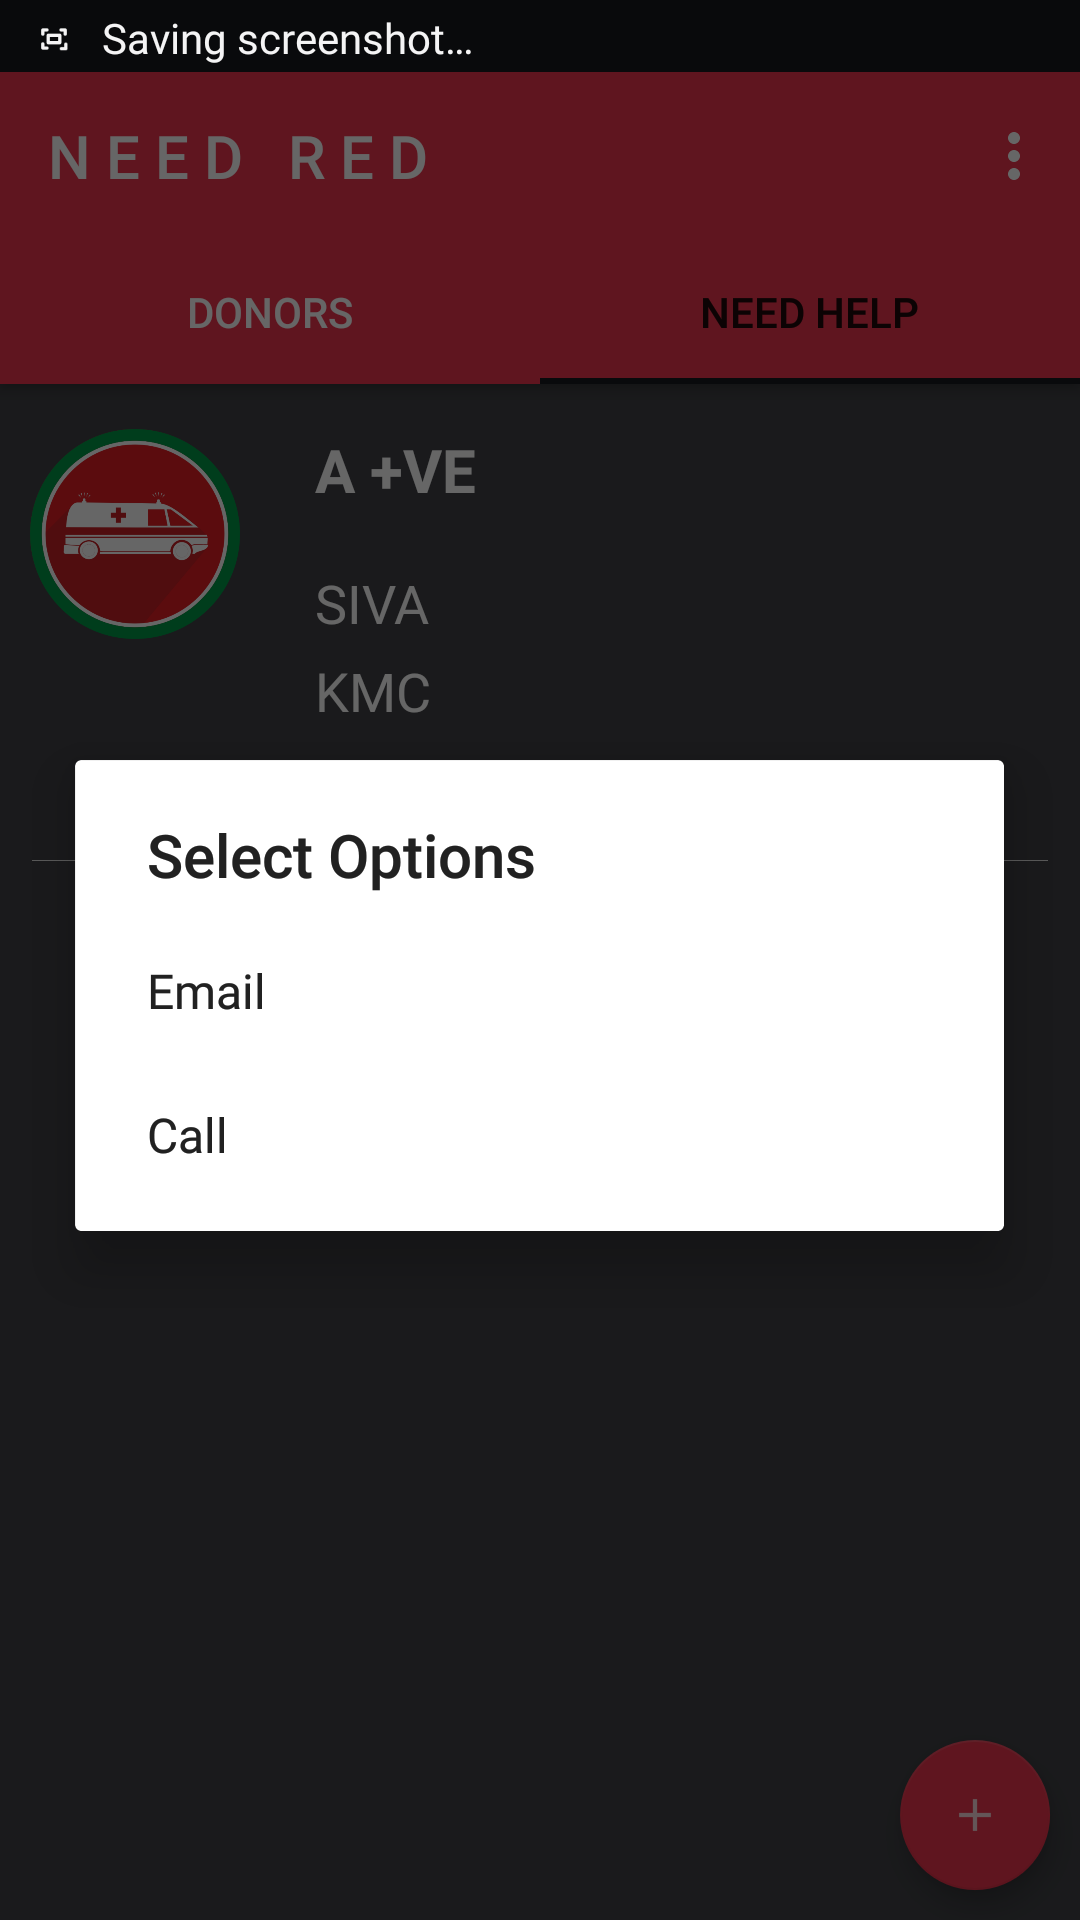 Saving screenshot...
NEED RED
DONORS
NEED HELP
A +VE
SIVA
KMC
Select Options
Email
Call